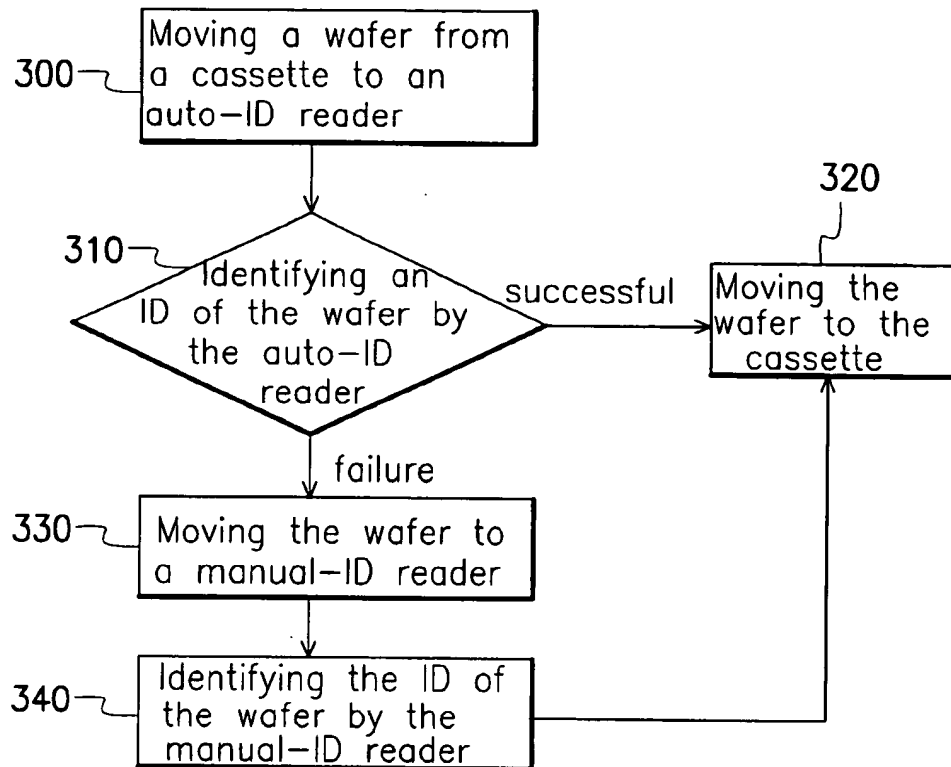 Moving a wafer from
a cassette to an
auto-ID reader
300
310
Identifying an
ID of the wafer by
the auto-ID
reader
successful
320
Moving the
wafer to the
cassette
failure
330
Moving the wafer to
a manual-ID reader
340
Identifying the ID of
the wafer by the
manual-ID reader